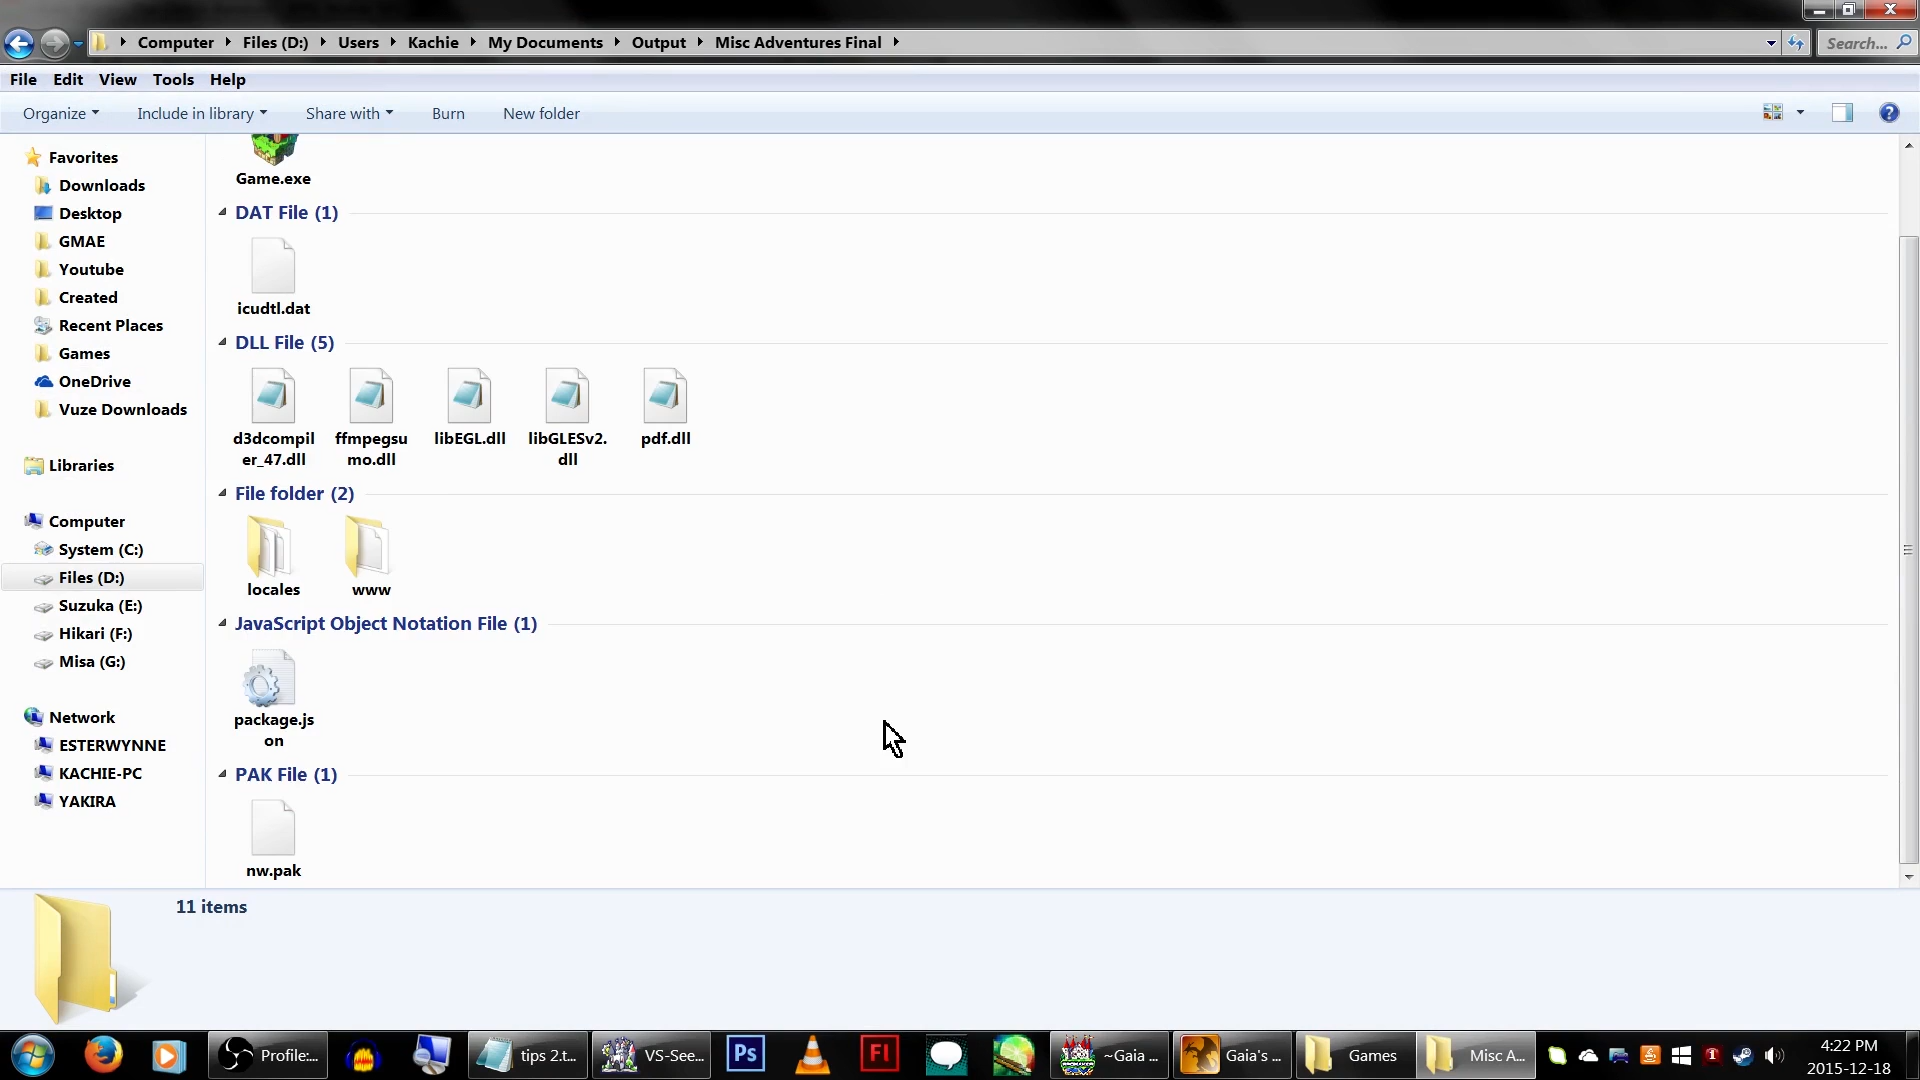 Computer Files (D:) Users Kachie My Documents Output Misc Adventures Final
Search...
File Edit View Tools Help
Organize Include in library Share with Burn New folder
Favorites
Downloads
Desktop
GMAE
Youtube
Created
Recent Places
Games
OneDrive
Vuze Downloads
Libraries
Computer
System (C:)
Files (D:)
Suzuka (E:)
Hikari (F:)
Misa (G:)
Network
ESTERWYNNE
KACHIE-PC
YAKIRA
Game.exe
DAT File (1)
icudtl.dat
DLL File (5)
d3dcompil
er_47.dll
ffmpegsu
mo.dll
libEGL.dll
libGLESv2.
dll
pdf.dll
File folder (2)
locales
www
JavaScript Object Notation File (1)
package.js
on
PAK File (1)
nw.pak
11 items
Profile:...
tips 2.t...
VS-See...
Ps
Fl
~Gaia ...
Gaia's ...
Games
Misc A...
4:22 PM
2015-12-18